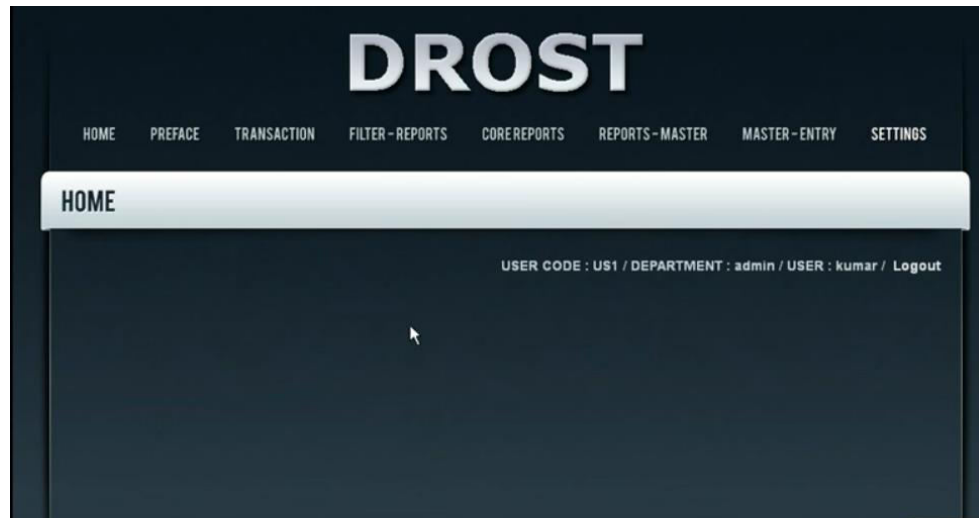 DROST
HOME PREFACE TRANSACTION FILTER-REPORTS CORE REPORTS REPORTS-MASTER MASTER-ENTRY SETTINGS
HOME
USER CODE : US1 / DEPARTMENT : admin / USER : kumar / Logout